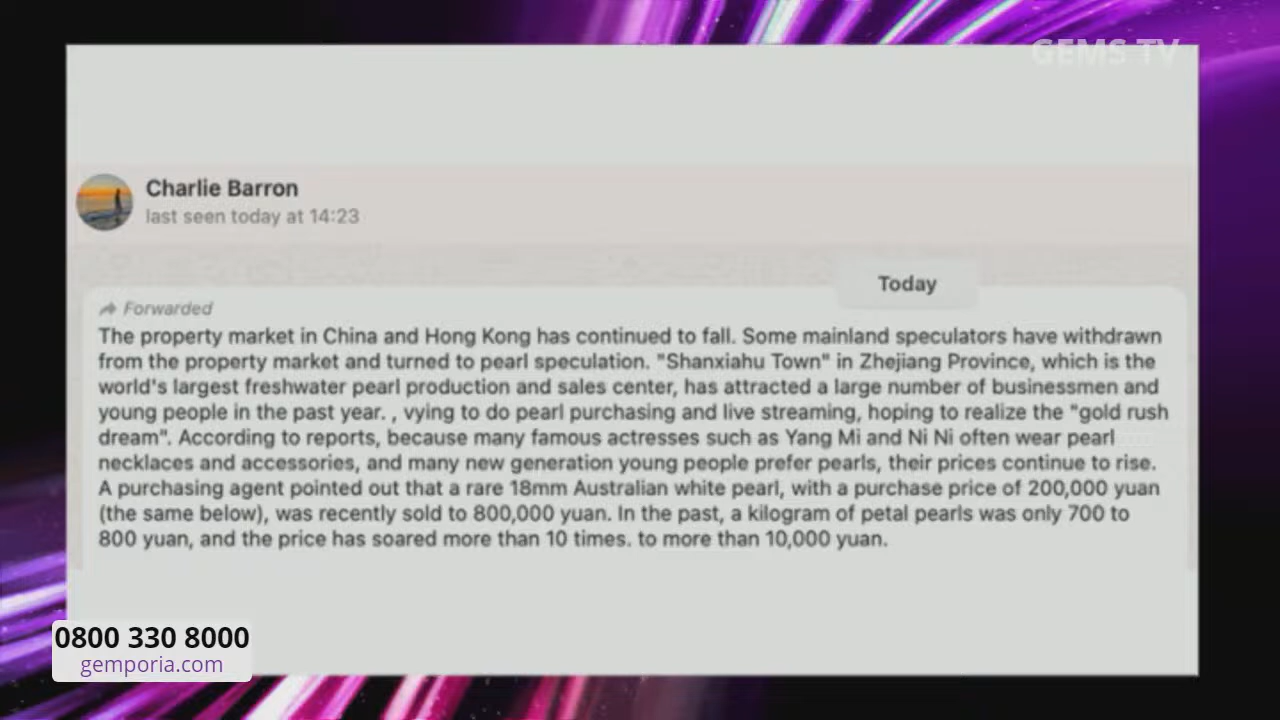 GEMS TV
Charlie Barron
last seen today at 14:23
Today
Forwarded
The property market in China and Hong Kong has continued to fall. Some mainland speculators have withdrawn
from the property market and turned to pearl speculation. "Shanxiahu Town" in Zhejiang Province, which is the
world's largest freshwater pearl production and sales center, has attracted a large number of businessmen and
young people in the past year. , vying to do pearl purchasing and live streaming, hoping to realize the "gold rush
dream". According to reports, because many famous actresses such as Yang Mi and Ni Ni often wear pearl
necklaces and accessories, and many new generation young people prefer pearls, their prices continue to rise.
A purchasing agent pointed out that a rare 18mm Australian white pearl, with a purchase price of 200,000 yuan
(the same below), was recently sold to 800,000 yuan. In the past, a kilogram of petal pearls was only 700 to
800 yuan, and the price has soared more than 10 times. to more than 10,000 yuan.
0800 330 8000
gemporia.com